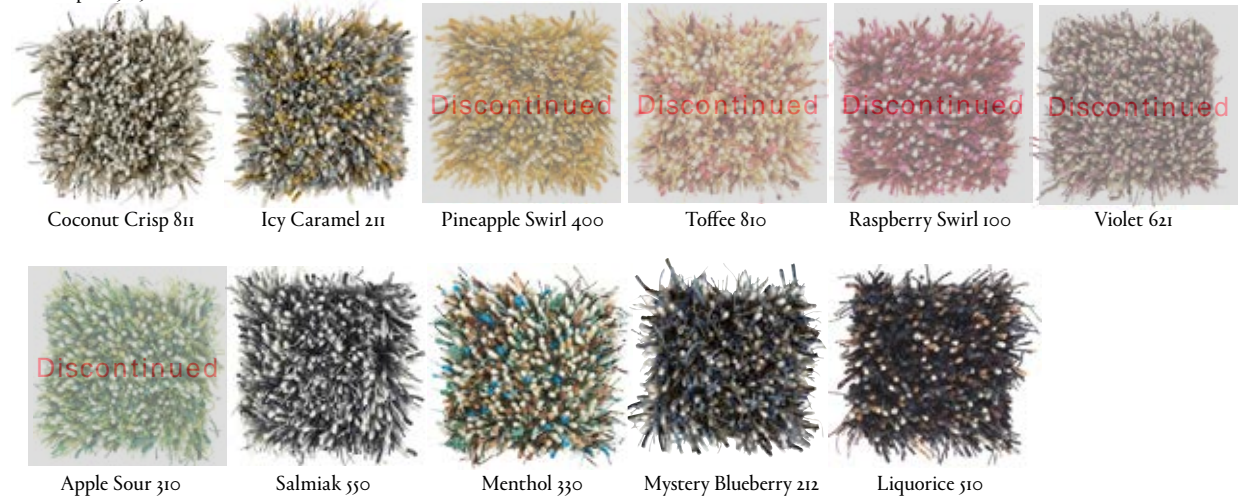 Discontinued Discontinued Discontinued Discontinued
Coconut Crisp 811 Icy Caramel 211 Pineapple Swirl 400 Toffee 810 Raspberry Swirl 100 Violet 621
Discontinued
Apple Sour 310 Salmiak 550 Menthol 330 Mystery Blueberry 212 Liquorice 510